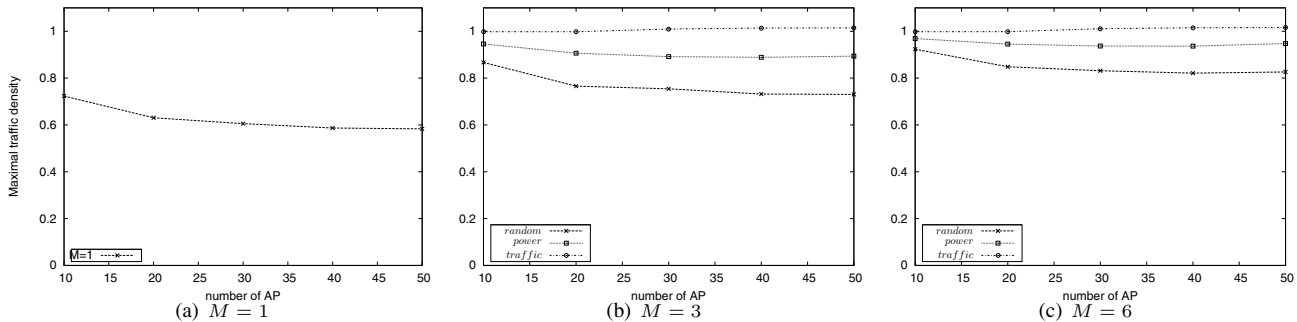 Maximal traffic density
1
0.8
0.6
0.4
0.2
0
M=1
10 15 20 25 30 35 40 45 50
number of AP
(a) M = 1
1
0.8
0.6
0.4
0.2
0
random
power
traffic
10 15 20 25 30 35 40 45 50
number of AP
(b) M = 3
1
0.8
0.6
0.4
0.2
0
random
power
traffic
10 15 20 25 30 35 40 45 50
number of AP
(c) M = 6